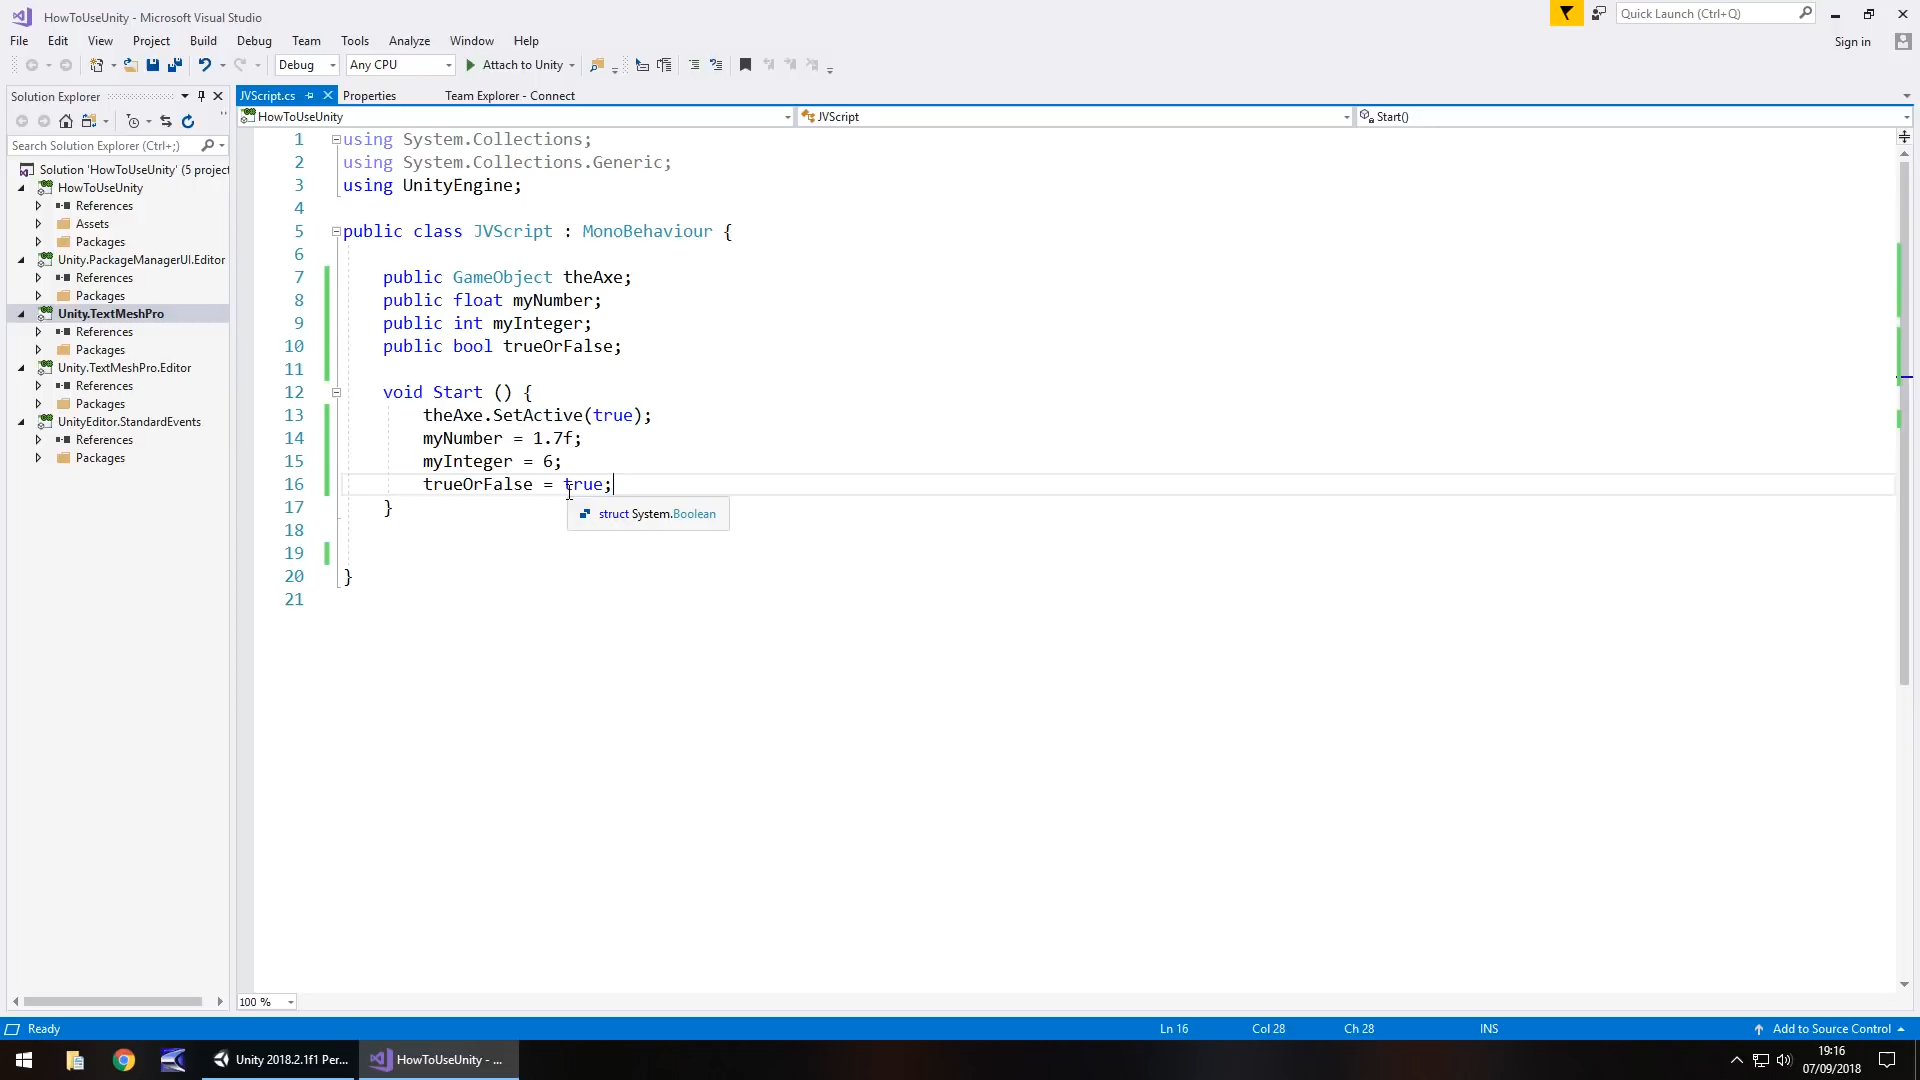 HowToUseUnity - Microsoft Visual Studio
Quick Launch (Ctrl+Q)
File Edit View Project Build Debug Team Tools Analyze Window Help
Sign in
Debug Any CPU Attach to Unity
Solution Explorer
JVScript.cs Properties Team Explorer - Connect
HowToUseUnity JVScript Start()
Search Solution Explorer (Ctrl+;)
Solution 'HowToUseUnity' (5 project
HowToUseUnity
References
Assets
Packages
Unity.PackageManagerUI.Editor
References
Packages
Unity.TextMeshPro
References
Packages
Unity.TextMeshPro.Editor
References
Packages
UnityEditor.StandardEvents
References
Packages
1 using System.Collections;
2 using System.Collections.Generic;
3 using UnityEngine;
4
5 public class JVScript : MonoBehaviour {
6
7 public GameObject theAxe;
8 public float myNumber;
9 public int myInteger;
10 public bool trueOrFalse;
11
12 void Start () {
13 theAxe.SetActive(true);
14 myNumber = 1.7f;
15 myInteger = 6;
16 trueOrFalse = true;
17 }
struct System.Boolean
18
19
20 }
21
100 %
Ready Ln 16 Col 28 Ch 28 INS Add to Source Control
Unity 2018.2.1f1 Per... HowToUseUnity - ...
19:16
07/09/2018